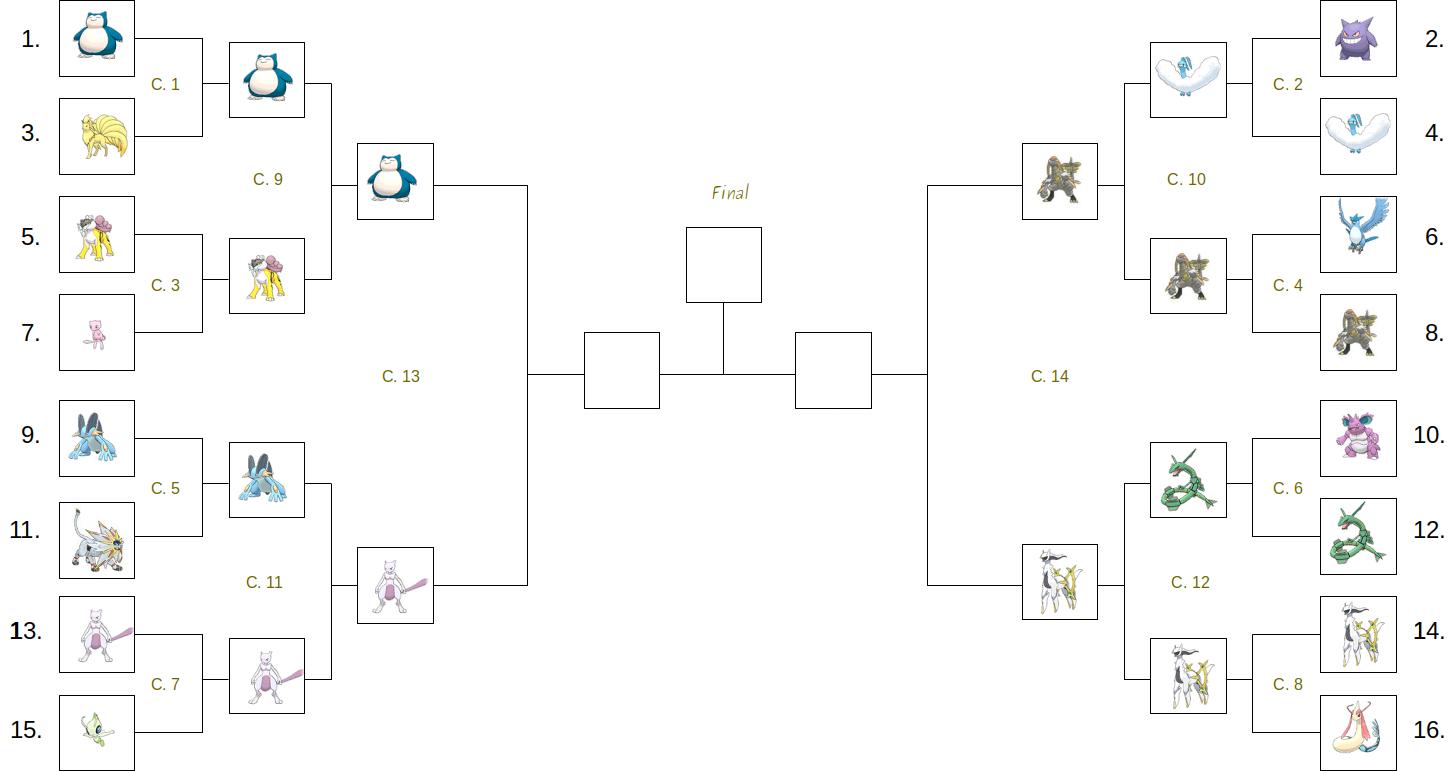 1.
C. 1
3.
C. 9
5.
C. 3
7.
C. 13
9.
C. 5
11.
C. 11
13.
C. 7
15.
Final
2.
C. 2
4.
C. 10
6.
C. 4
8.
C. 14
10.
C. 6
12.
C. 12
14.
C. 8
16.